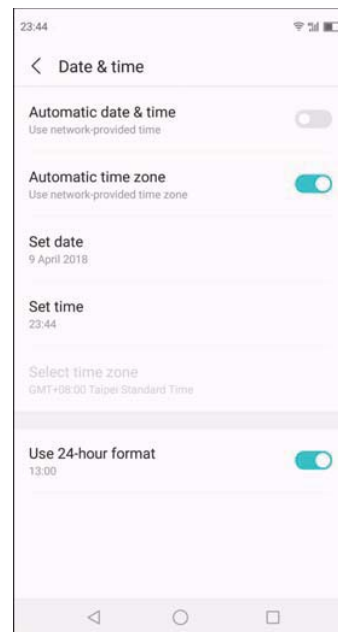 23:44
Date & time
Automatic date & time
Use network-provided time
Automatic time zone
Use network-provided time zone
Set date
9 April 2018
Set time
23:44
Select time zone
GMT+08:00 Taipei Standard Time
Use 24-hour format
13:00